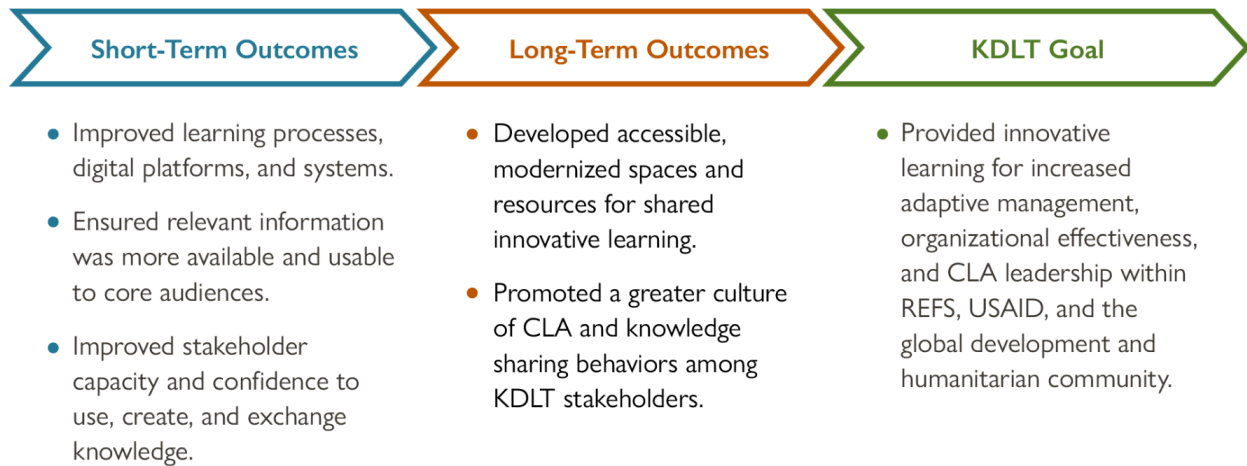 Short-Term Outcomes
• Improved learning processes,
digital platforms, and systems.
• Ensured relevant information
was more available and usable
to core audiences.
• Improved stakeholder
capacity and confidence to
use, create, and exchange
knowledge.
Long-Term Outcomes
• Developed accessible,
modernized spaces and
resources for shared
innovative learning.
• Promoted a greater culture
of CLA and knowledge
sharing behaviors among
KDLT stakeholders.
KDLT Goal
• Provided innovative
learning for increased
adaptive management,
organizational effectiveness,
and CLA leadership within
REFS, USAID, and the
global development and
humanitarian community.